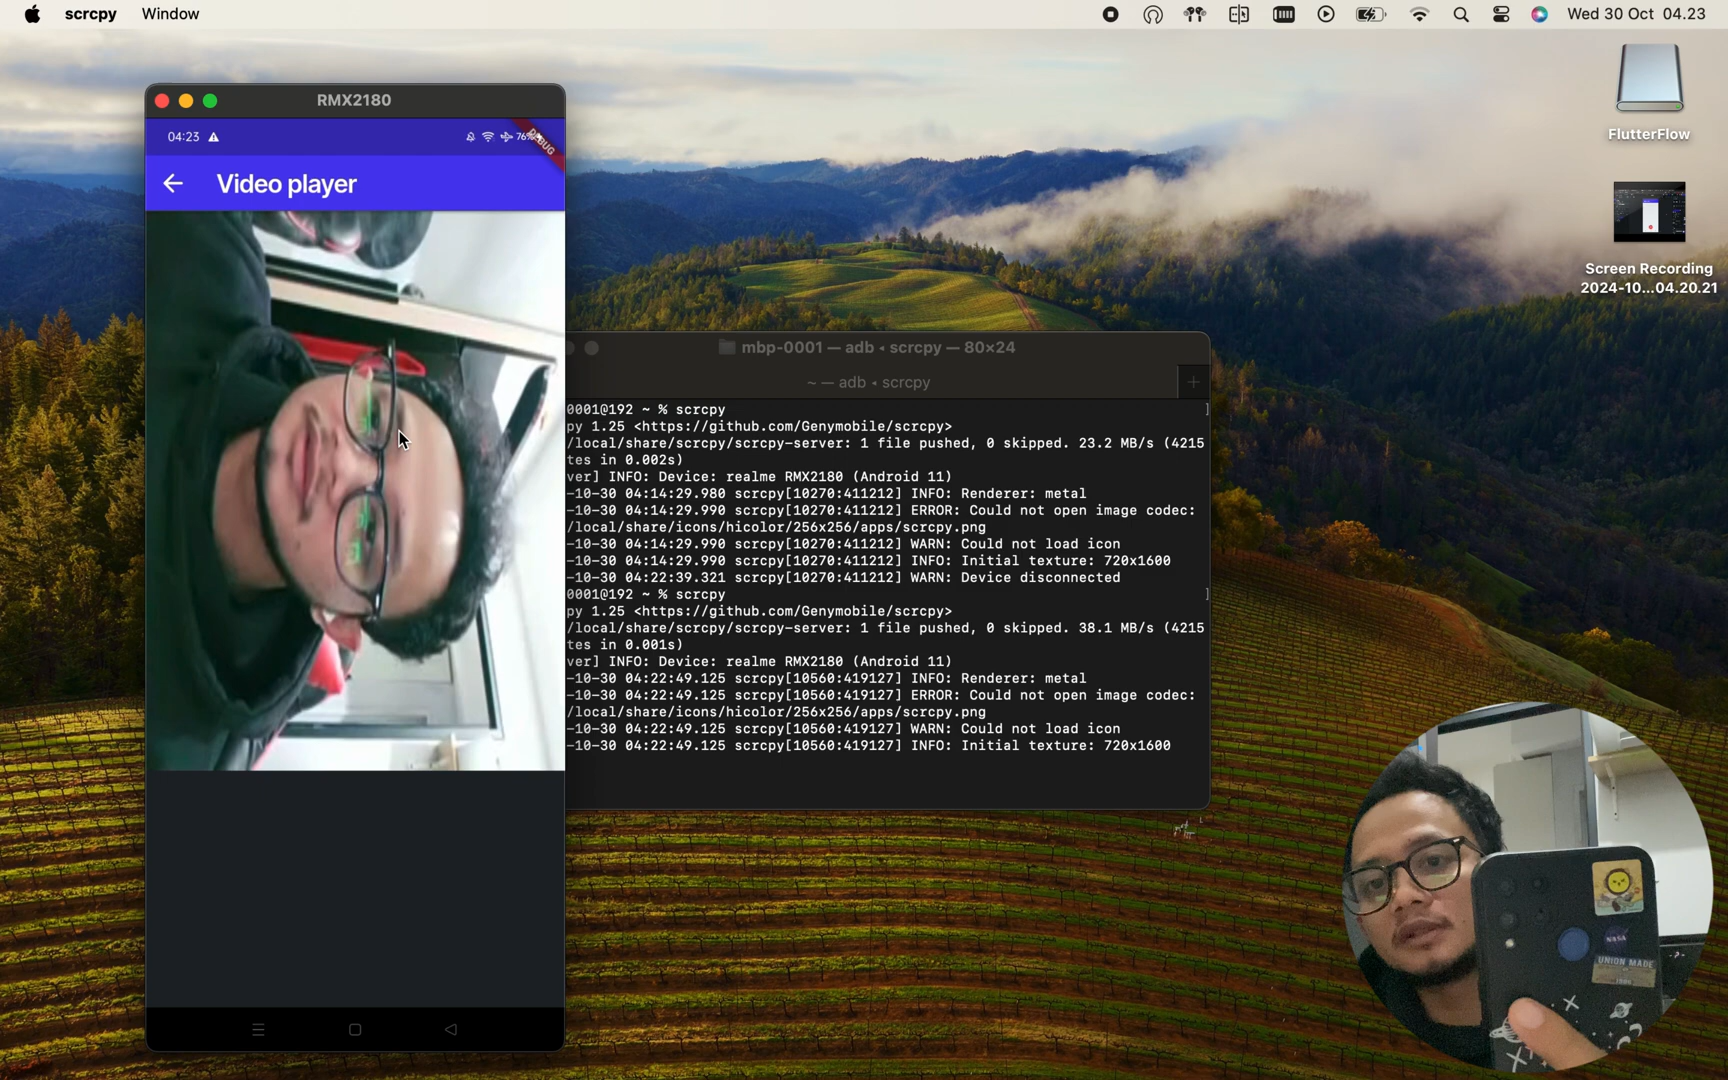 scrcpy Window
Wed 30 Oct 04.23
RMX2180
04:23
76%
DEBUG
Video player
mbp-0001 — adb ◂ scrcpy — 80×24
~ — adb ◂ scrcpy
0001@192 ~ % scrcpy
py 1.25 <https://github.com/Genymobile/scrcpy>
/local/share/scrcpy/scrcpy-server: 1 file pushed, 0 skipped. 23.2 MB/s (4215
tes in 0.002s)
ver] INFO: Device: realme RMX2180 (Android 11)
-10-30 04:14:29.980 scrcpy[10270:411212] INFO: Renderer: metal
-10-30 04:14:29.990 scrcpy[10270:411212] ERROR: Could not open image codec:
/local/share/icons/hicolor/256x256/apps/scrcpy.png
-10-30 04:14:29.990 scrcpy[10270:411212] WARN: Could not load icon
-10-30 04:14:29.990 scrcpy[10270:411212] INFO: Initial texture: 720x1600
-10-30 04:22:39.321 scrcpy[10270:411212] WARN: Device disconnected
0001@192 ~ % scrcpy
py 1.25 <https://github.com/Genymobile/scrcpy>
/local/share/scrcpy/scrcpy-server: 1 file pushed, 0 skipped. 38.1 MB/s (4215
tes in 0.001s)
ver] INFO: Device: realme RMX2180 (Android 11)
-10-30 04:22:49.125 scrcpy[10560:419127] INFO: Renderer: metal
-10-30 04:22:49.125 scrcpy[10560:419127] ERROR: Could not open image codec:
/local/share/icons/hicolor/256x256/apps/scrcpy.png
-10-30 04:22:49.125 scrcpy[10560:419127] WARN: Could not load icon
-10-30 04:22:49.125 scrcpy[10560:419127] INFO: Initial texture: 720x1600
FlutterFlow
Screen Recording
2024-10...04.20.21
NASA
UNION MADE